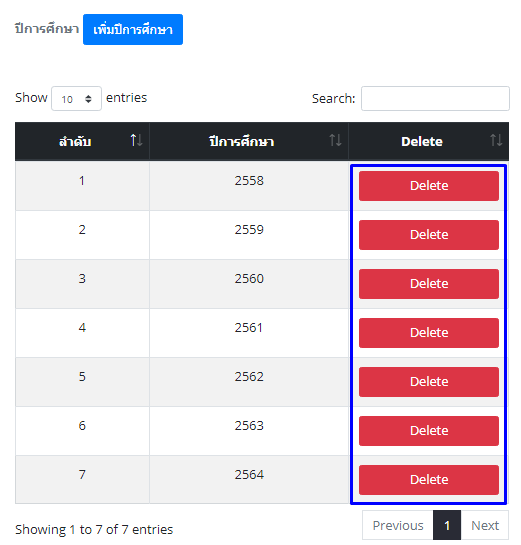 ปีการศึกษา เพิ่มปีการศึกษา
Show 10 entries Search:
ลำดับ ปีการศึกษา Delete
1 2558 Delete
2 2559 Delete
3 2560 Delete
4 2561 Delete
5 2562 Delete
6 2563 Delete
7 2564 Delete
Showing 1 to 7 of 7 entries Previous 1 Next